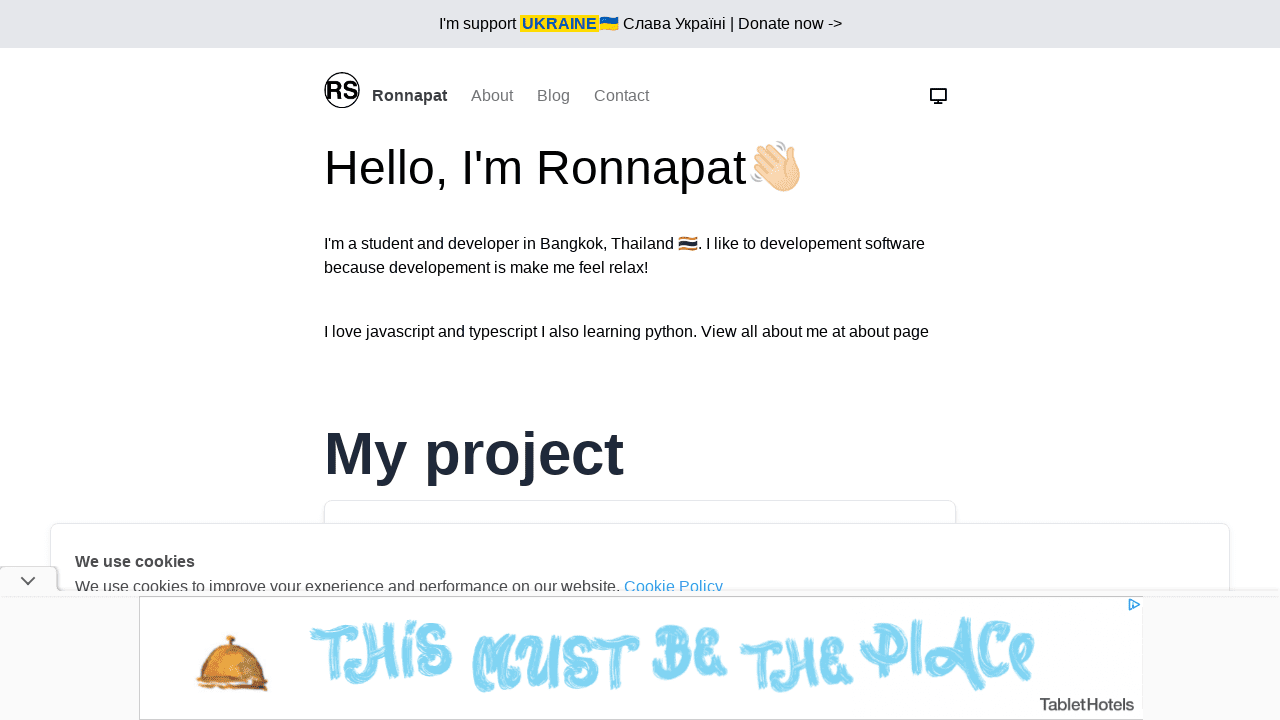 I'm support UKRAINE🇺🇦 Слава Україні | Donate now ->
RS Ronnapat About Blog Contact
Hello, I'm Ronnapat👋🏻
I'm a student and developer in Bangkok, Thailand 🇹🇭. I like to developement software
because developement is make me feel relax!
I love javascript and typescript I also learning python. View all about me at about page
My project
We use cookies
We use cookies to improve your experience and performance on our website. Cookie Policy
THIS MUST BE THE PLACE
TabletHotels